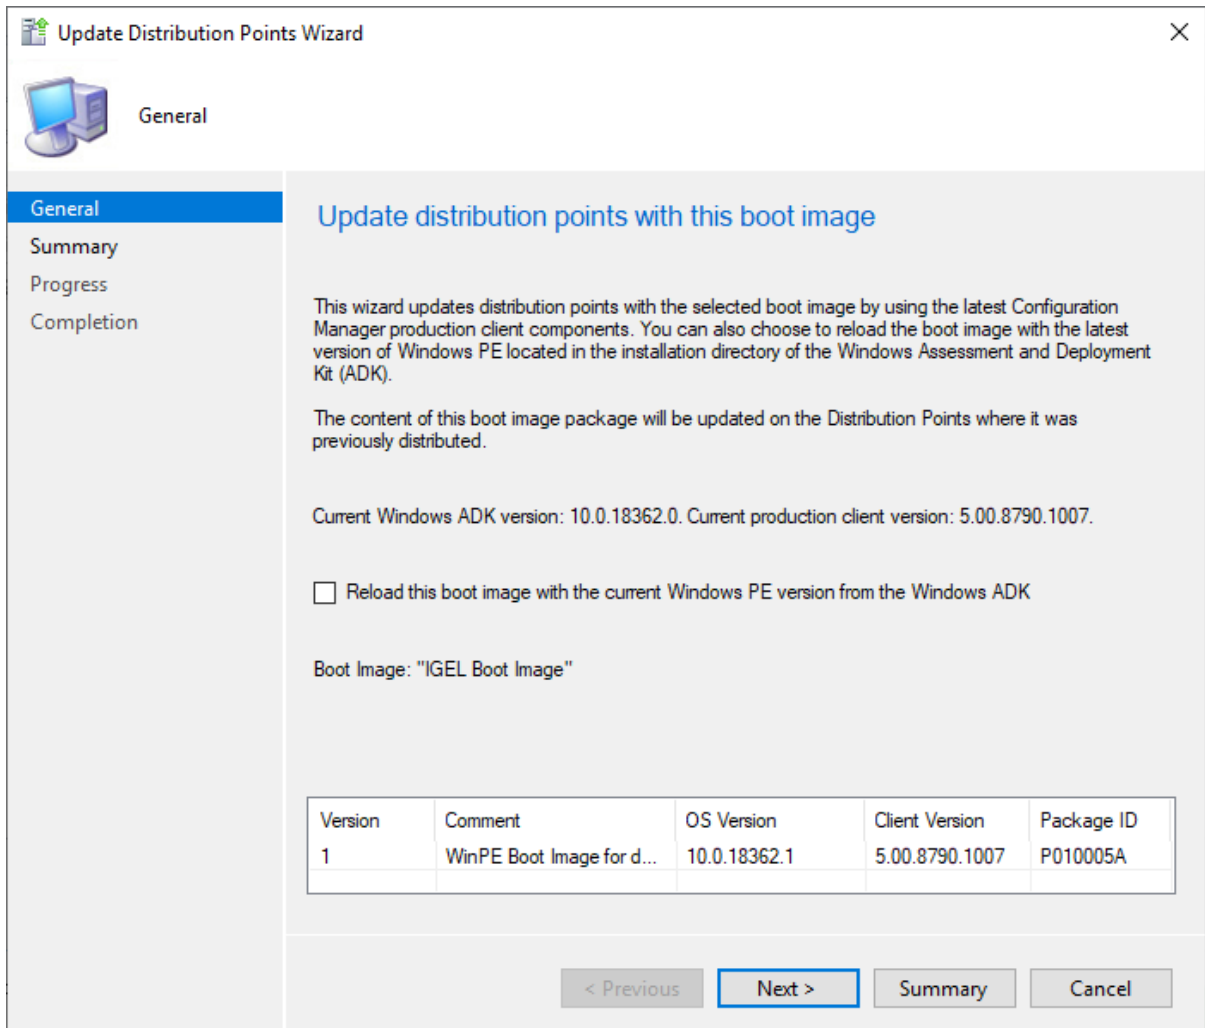 Update Distribution Points Wizard
General
General
Summary
Progress
Completion
Update distribution points with this boot image
This wizard updates distribution points with the selected boot image by using the latest Configuration
Manager production client components. You can also choose to reload the boot image with the latest
version of Windows PE located in the installation directory of the Windows Assessment and Deployment
Kit (ADK).
The content of this boot image package will be updated on the Distribution Points where it was
previously distributed.
Current Windows ADK version: 10.0.18362.0. Current production client version: 5.00.8790.1007.
Reload this boot image with the current Windows PE version from the Windows ADK
Boot Image: "IGEL Boot Image"
Version Comment OS Version Client Version Package ID
1 WinPE Boot Image for d... 10.0.18362.1 5.00.8790.1007 P010005A
< Previous Next > Summary Cancel